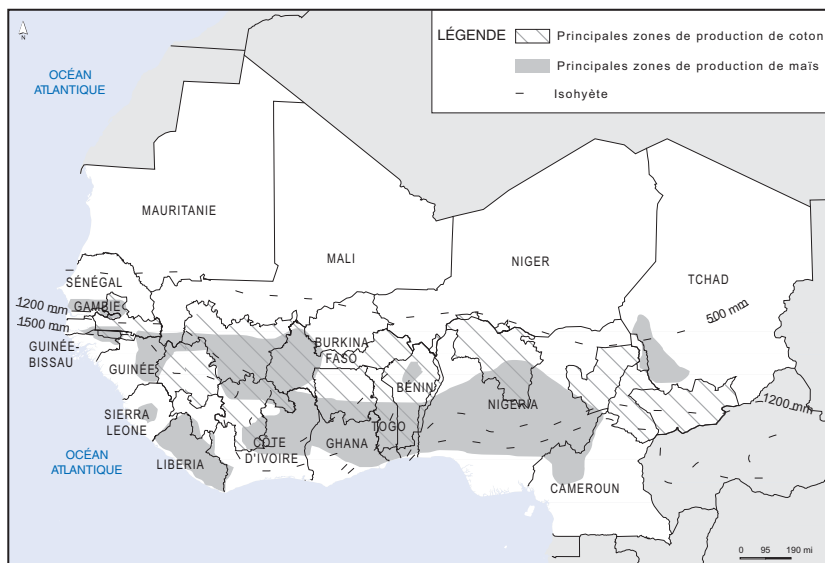 N
LÉGENDE
Principales zones de production de coton
Principales zones de production de maïs
Isohyète
OCÉAN
ATLANTIQUE
MAURITANIE
MALI
NIGER
TCHAD
SÉNÉGAL
1200 mm
GAMBIE
1500 mm
500 mm
GUINÉE-
BISSAU
BURKINA
FASO
GUINÉE
BÉNIN
NIGERIA
1200 mm
SIERRA
LEONE
CÔTE
D'IVOIRE
GHANA
TOGO
OCÉAN
ATLANTIQUE
LIBERIA
CAMEROUN
0 95 190 mi